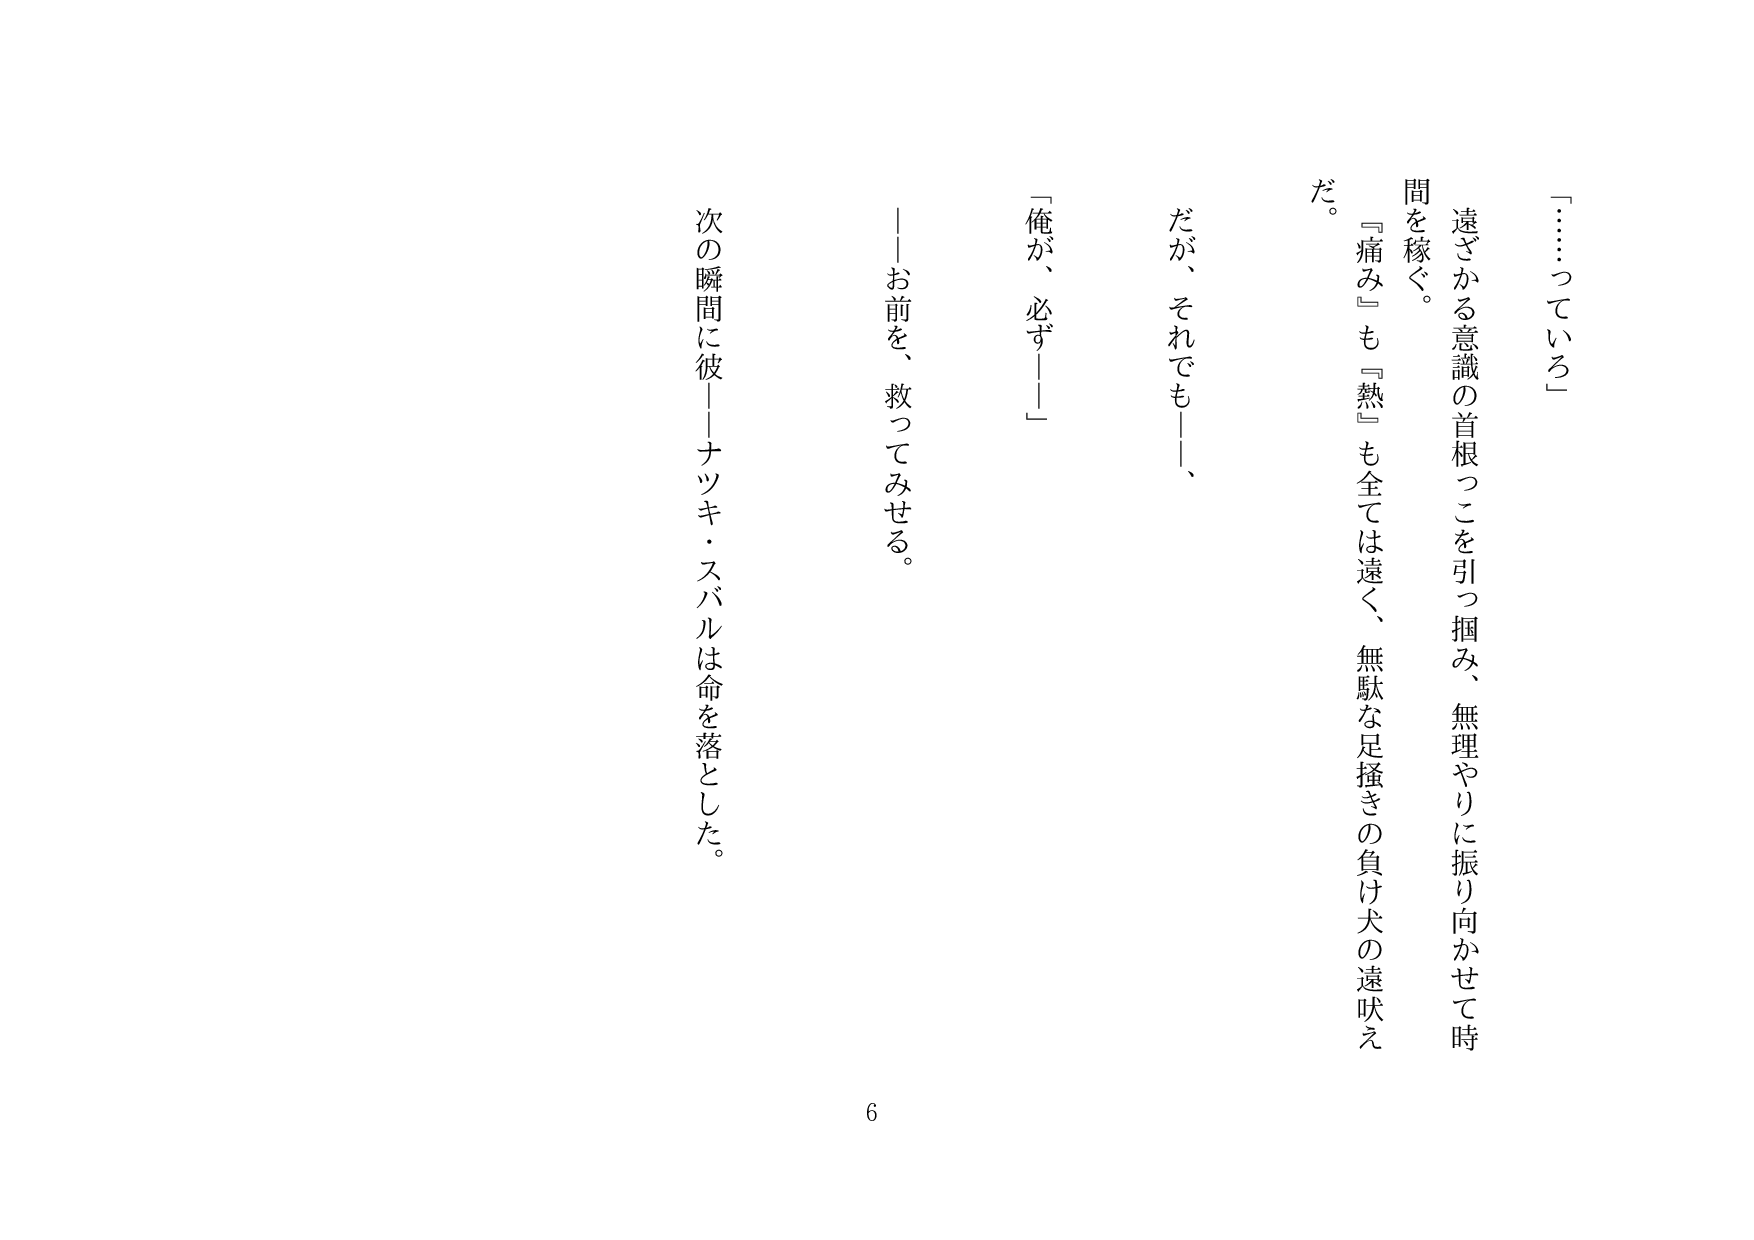 「……っていろ」
　遠ざかる意識の首根っこを引っ掴み、無理やりに振り向かせて時
間を稼ぐ。
　『痛み』も『熱』も全ては遠く、無駄な足掻きの負け犬の遠吠え
だ。
　だが、それでも――、
「俺が、必ず――」
　――お前を、救ってみせる。
　次の瞬間に彼――ナツキ・スバルは命を落とした。
6